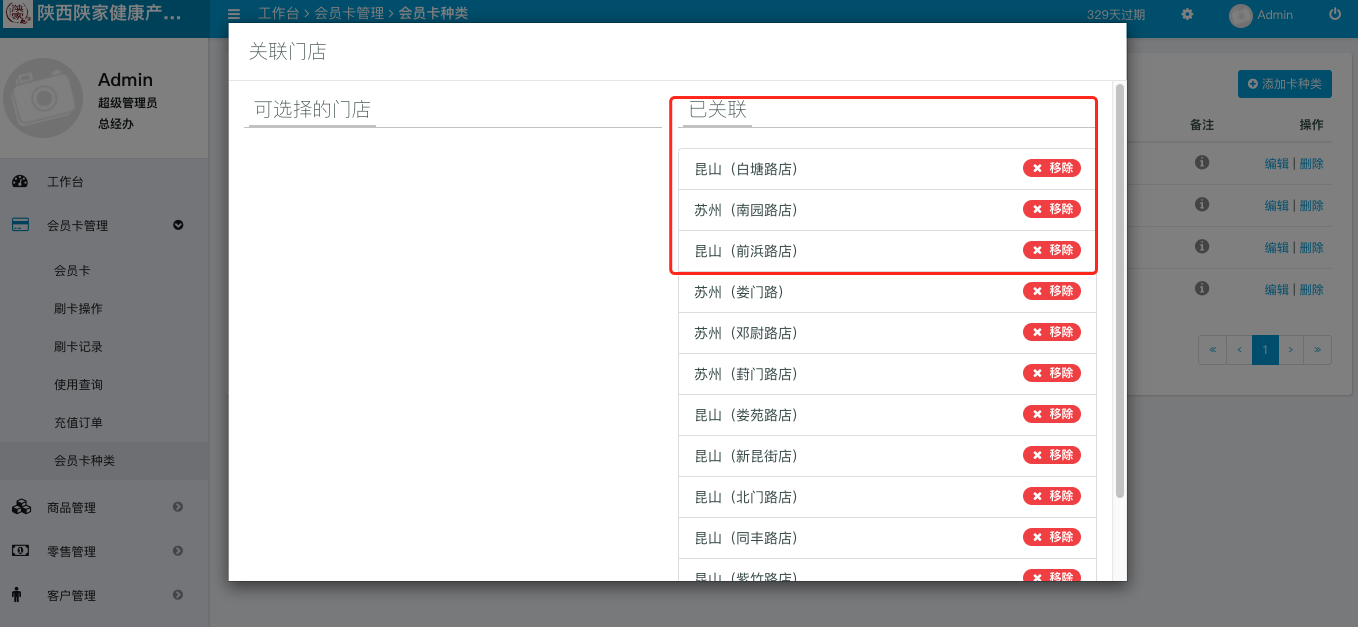 陕西陕家健康产...
工作台 > 会员卡管理 > 会员卡种类
329天过期
Admin
关联门店
Admin
超级管理员
总经办
工作台
会员卡管理
会员卡
刷卡操作
刷卡记录
使用查询
充值订单
会员卡种类
商品管理
零售管理
客户管理
可选择的门店
已关联
昆山（白塘路店） 移除
苏州（南园路店） 移除
昆山（前浜路店） 移除
苏州（娄门路） 移除
苏州（邓尉路店） 移除
苏州（葑门路店） 移除
昆山（娄苑路店） 移除
昆山（新昆街店） 移除
昆山（北门路店） 移除
昆山（同丰路店） 移除
昆山（紫竹路店） 移除
添加卡种类
备注 操作
编辑 | 删除
编辑 | 删除
编辑 | 删除
编辑 | 删除
« ‹ 1 › »